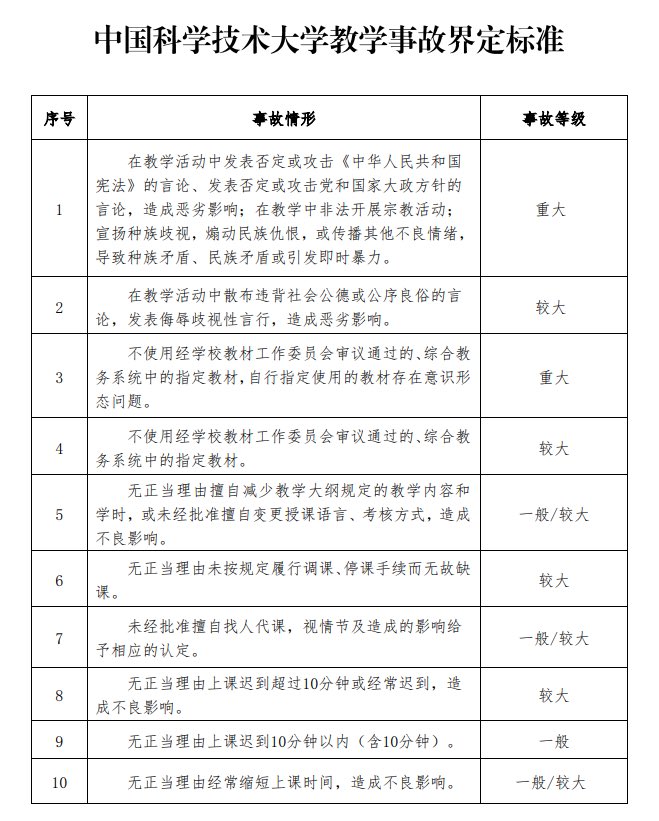 中国科学技术大学教学事故界定标准
序号 事故情形 事故等级
1
在教学活动中发表否定或攻击《中华人民共和国
宪法》的言论、发表否定或攻击党和国家大政方针的
言论，造成恶劣影响；在教学中非法开展宗教活动；
宣扬种族歧视，煽动民族仇恨，或传播其他不良情绪，
导致种族矛盾、民族矛盾或引发即时暴力。
重大
2
在教学活动中散布违背社会公德或公序良俗的言
论，发表侮辱歧视性言行，造成恶劣影响。
较大
3
不使用经学校教材工作委员会审议通过的、综合教
务系统中的指定教材，自行指定使用的教材存在意识形
态问题。
重大
4
不使用经学校教材工作委员会审议通过的、综合教
务系统中的指定教材。
较大
5
无正当理由擅自减少教学大纲规定的教学内容和
学时，或未经批准擅自变更授课语言、考核方式，造成
不良影响。
一般/较大
6
无正当理由未按规定履行调课、停课手续而无故缺
课。
较大
7
未经批准擅自找人代课，视情节及造成的影响给
予相应的认定。
一般/较大
8
无正当理由上课迟到超过10分钟或经常迟到，造
成不良影响。
较大
9
无正当理由上课迟到10分钟以内（含10分钟）。
一般
10
无正当理由经常缩短上课时间，造成不良影响。
一般/较大